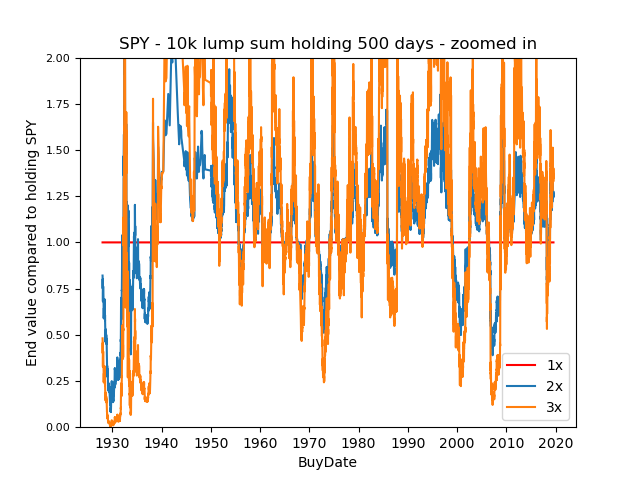 SPY - 10k lump sum holding 500 days - zoomed in
End value compared to holding SPY
2.00
1.75
1.50
1.25
1.00
0.75
0.50
0.25
0.00
1x
2x
3x
1930 1940 1950 1960 1970 1980 1990 2000 2010 2020
BuyDate